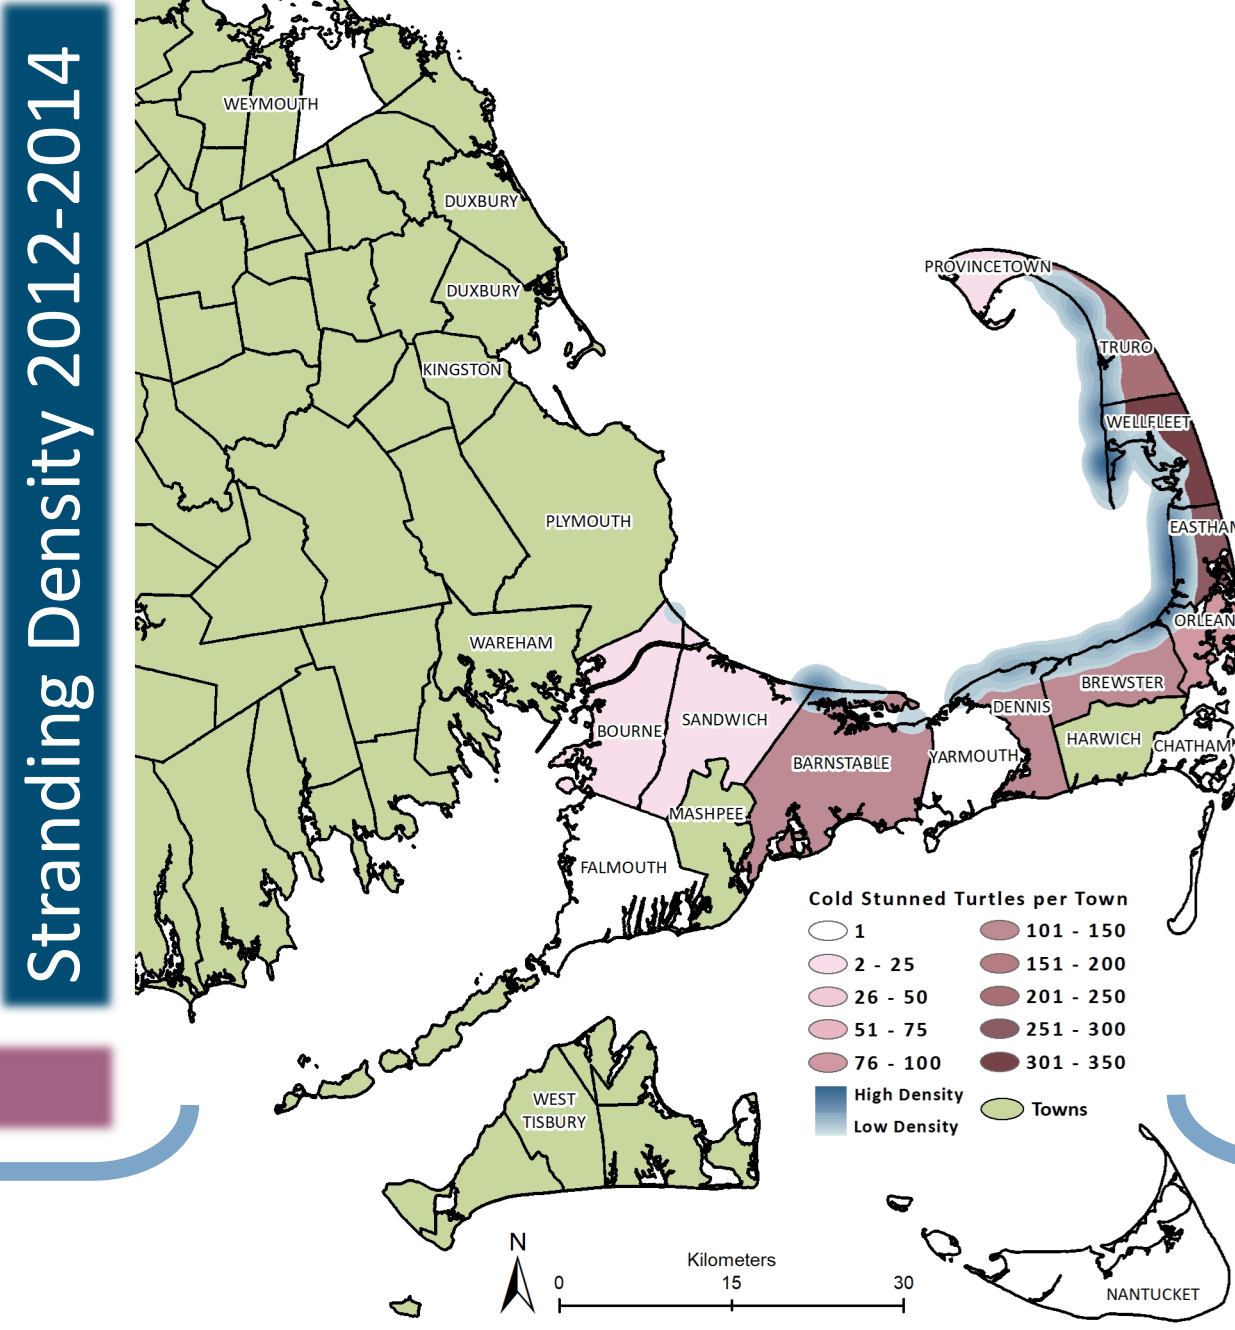 Stranding Density 2012-2014
WEYMOUTH
DUXBURY
DUXBURY
KINGSTON
PLYMOUTH
WAREHAM
PROVINCETOWN
TRURO
WELLFLEET
EASTHAM
ORLEAN
BREWSTER
DENNIS
HARWICH
CHATHAM
YARMOUTH
BARNSTABLE
SANDWICH
BOURNE
MASHPEE
FALMOUTH
Cold Stunned Turtles per Town
1
2 - 25
26 - 50
51 - 75
76 - 100
101 - 150
151 - 200
201 - 250
251 - 300
301 - 350
High Density
Low Density
Towns
WEST
TISBURY
N
Kilometers
0 15 30
NANTUCKET